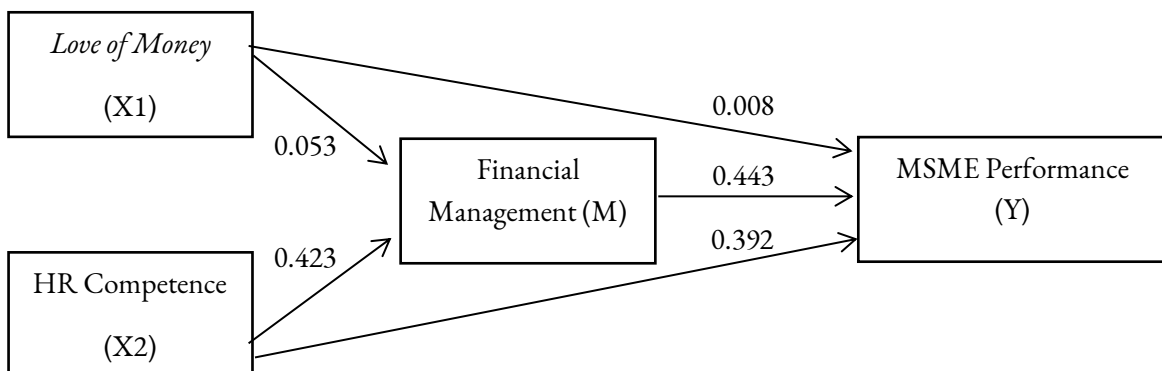 Love of Money
(X1)
0.008
0.053
Financial
Management (M)
0.443
MSME Performance
(Y)
0.392
0.423
HR Competence
(X2)